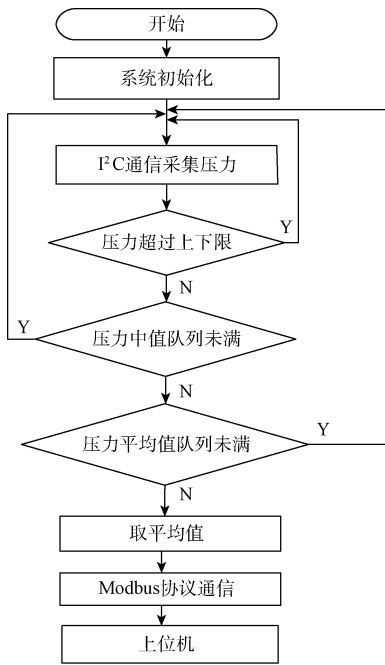 开始
系统初始化
I²C通信采集压力
压力超过上下限
Y
N
压力中值队列未满
Y
N
压力平均值队列未满
Y
N
取平均值
Modbus协议通信
上位机